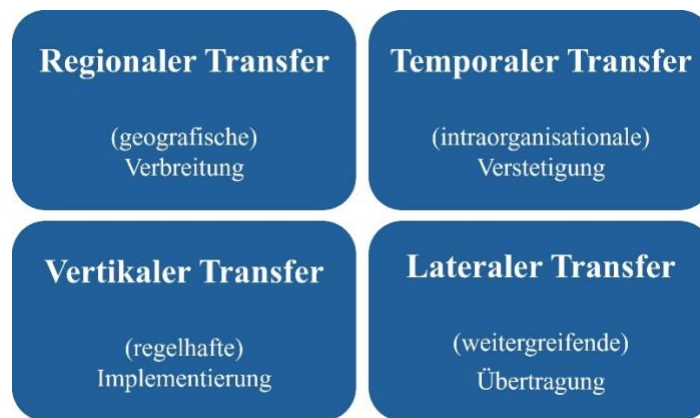 Regionaler Transfer
(geografische)
Verbreitung
Temporaler Transfer
(intraorganisationale)
Verstetigung
Vertikaler Transfer
(regelhafte)
Implementierung
Lateraler Transfer
(weitergreifende)
Übertragung